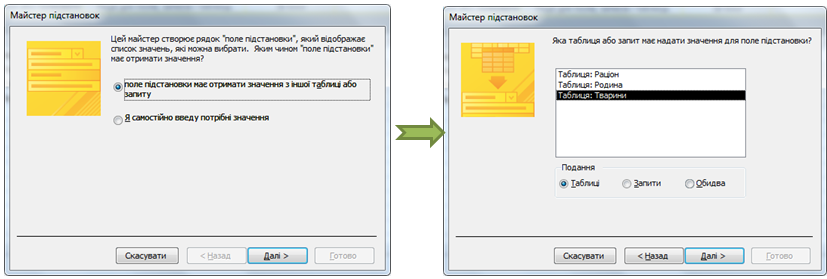 Майстер підстановок
Цей майстер створює рядок "поле підстановки", який відображає
список значень, які можна вибрати. Яким чином "поле підстановки"
має отримати значення?
поле підстановки має отримати значення з іншої таблиці або
запиту
Я самостійно введу потрібні значення
Скасувати
< Назад
Далі >
Готово
Майстер підстановок
Яка таблиця або запит має надати значення для поле підстановки?
Таблиця: Раціон
Таблиця: Родина
Таблиця: Тварини
Подання
Таблиці
Запити
Обидва
Скасувати
< Назад
Далі >
Готово